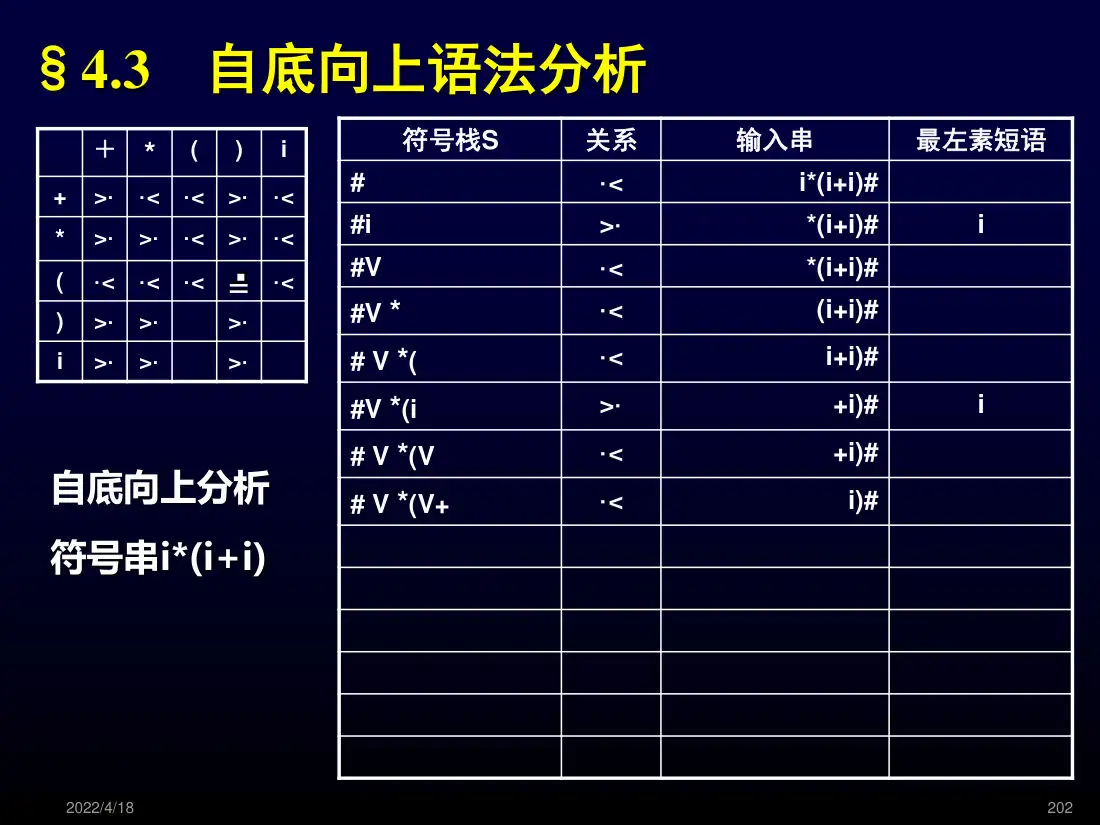 §4.3 自底向上语法分析
＋ * ( ) i
+ >· ·< ·< >· ·<
* >· >· ·< >· ·<
( ·< ·< ·< ≐ ·<
) >· >· >·
i >· >· >·
自底向上分析
符号串i*(i+i)
符号栈S 关系 输入串 最左素短语
# ·< i*(i+i)#
#i >· *(i+i)# i
#V ·< *(i+i)#
#V * ·< (i+i)#
# V *( ·< i+i)#
#V *(i >· +i)# i
# V *(V ·< +i)#
# V *(V+ ·< i)#
2022/4/18
202